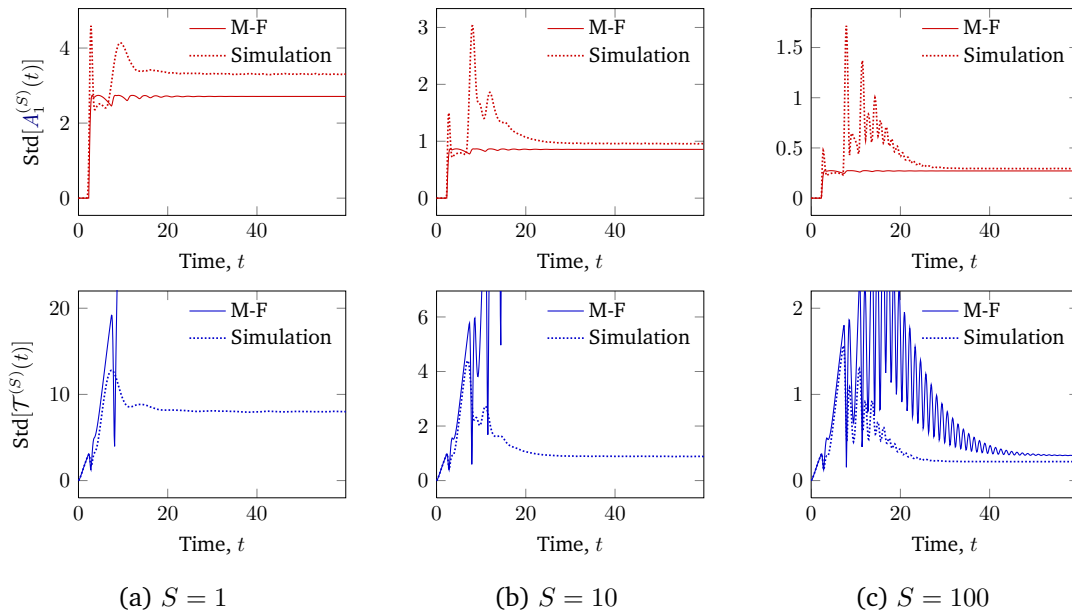 Std[A₁⁽ˢ⁾(t)]
4
2
0
0 20 40
Time, t
M-F
Simulation
3
2
1
0
0 20 40
Time, t
M-F
Simulation
1.5
1
0.5
0
0 20 40
Time, t
M-F
Simulation
Std[𝒯⁽ˢ⁾(t)]
20
10
0
0 20 40
Time, t
M-F
Simulation
6
4
2
0
0 20 40
Time, t
M-F
Simulation
2
1
0
0 20 40
Time, t
M-F
Simulation
(a) S = 1
(b) S = 10
(c) S = 100